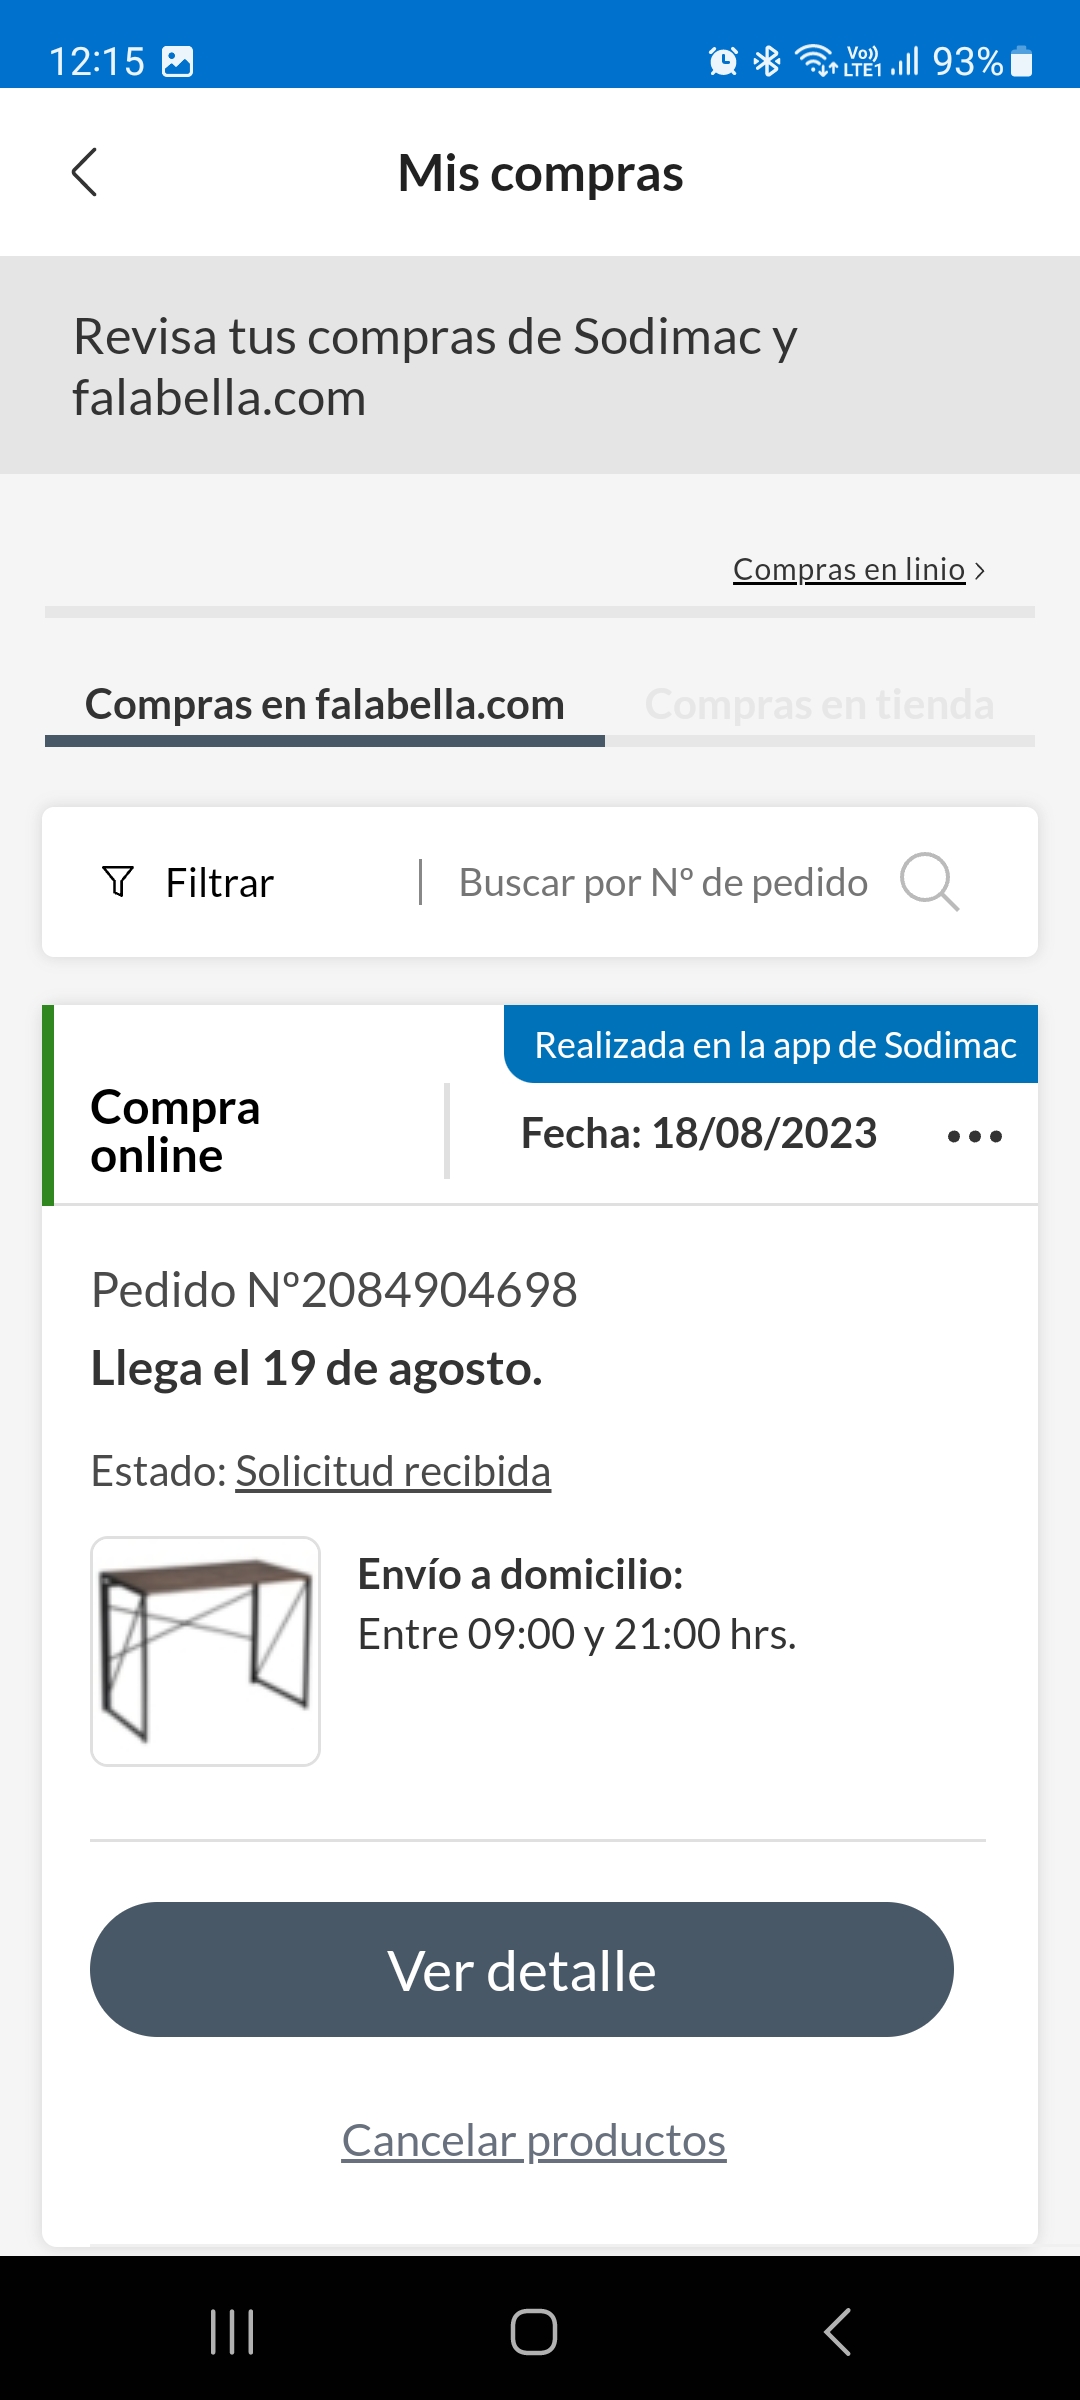 12:15
Vo))
LTE1
93%
Mis compras
Revisa tus compras de Sodimac y
falabella.com
Compras en linio >
Compras en falabella.com
Compras en tienda
Filtrar
Buscar por Nº de pedido
Realizada en la app de Sodimac
Compra
online
Fecha: 18/08/2023
Pedido Nº2084904698
Llega el 19 de agosto.
Estado: Solicitud recibida
Envío a domicilio:
Entre 09:00 y 21:00 hrs.
Ver detalle
Cancelar productos